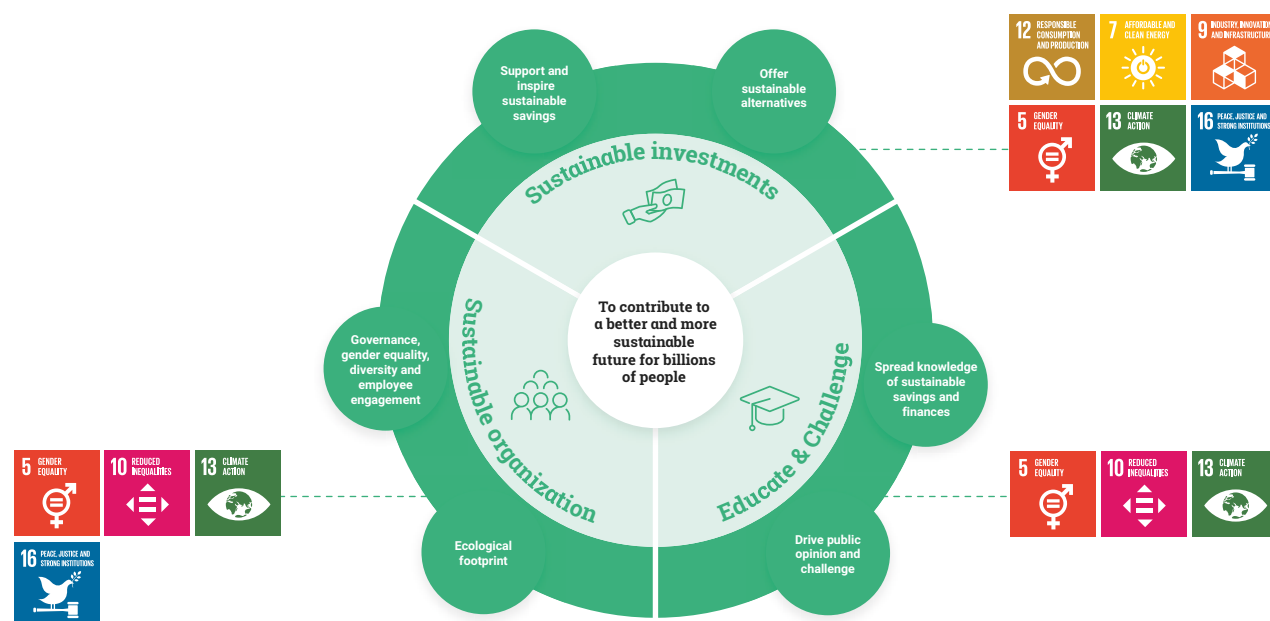 Support and
inspire
sustainable
savings
Offer
sustainable
alternatives
12 RESPONSIBLE
CONSUMPTION
AND PRODUCTION
7 AFFORDABLE AND
CLEAN ENERGY
9 INDUSTRY, INNOVATION
AND INFRASTRUCTURE
5 GENDER
EQUALITY
13 CLIMATE
ACTION
16 PEACE, JUSTICE AND
STRONG INSTITUTIONS
Sustainable investments
To contribute to
a better and more
sustainable
future for billions
of people
Governance,
gender equality,
diversity and
employee
engagement
Sustainable organization
Educate & Challenge
Spread knowledge
of sustainable
savings and
finances
5 GENDER
EQUALITY
10 REDUCED
INEQUALITIES
13 CLIMATE
ACTION
16 PEACE, JUSTICE AND
STRONG INSTITUTIONS
Ecological
footprint
Drive public
opinion and
challenge
5 GENDER
EQUALITY
10 REDUCED
INEQUALITIES
13 CLIMATE
ACTION